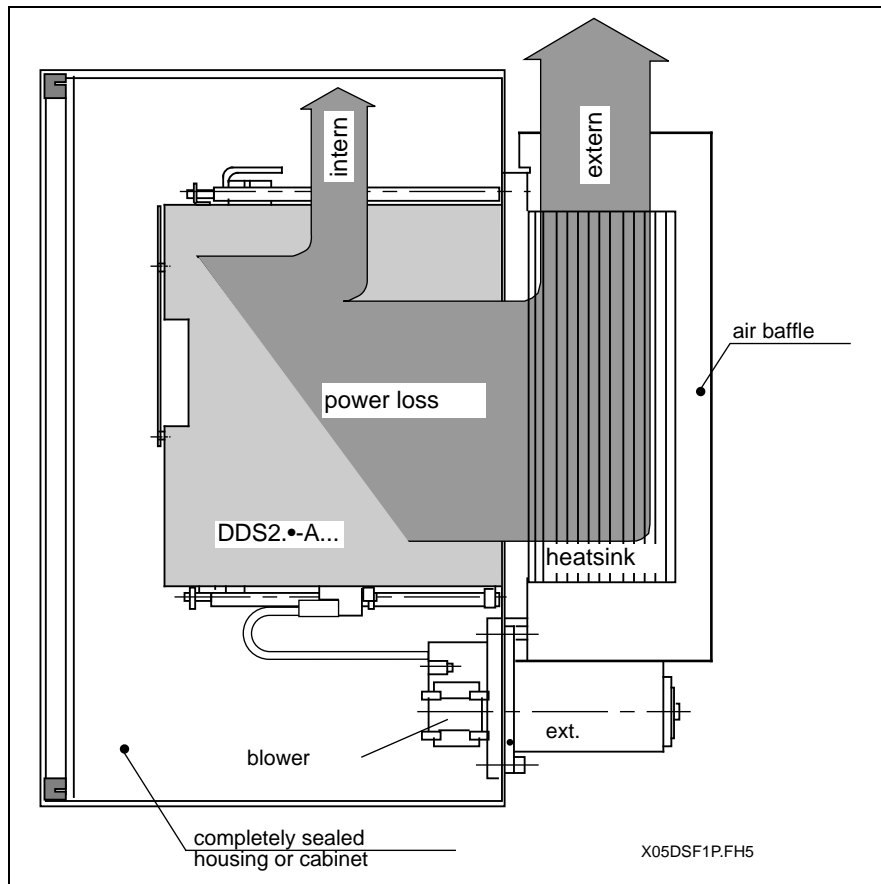 intern
extern
air baffle
power loss
DDS2.•-A...
heatsink
ext.
blower
completely sealed
housing or cabinet
X05DSF1P.FH5